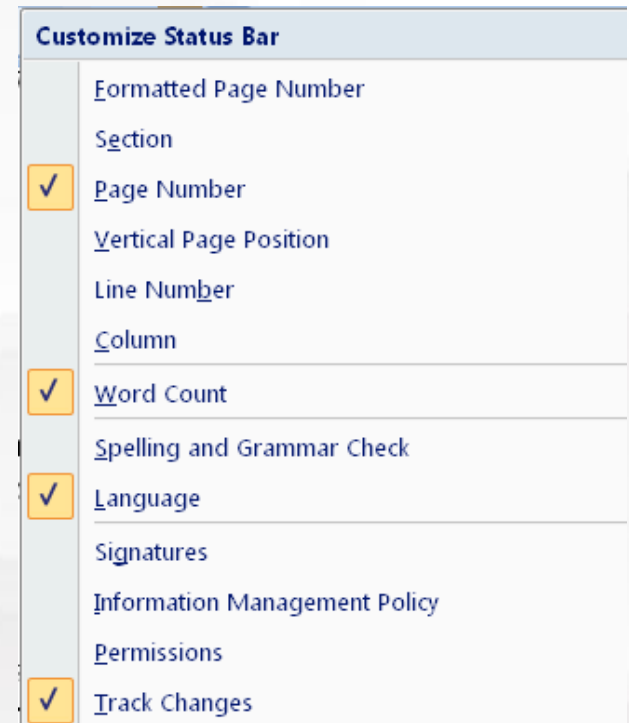 Customize Status Bar
Formatted Page Number
Section
Page Number
Vertical Page Position
Line Number
Column
Word Count
Spelling and Grammar Check
Language
Signatures
Information Management Policy
Permissions
Track Changes